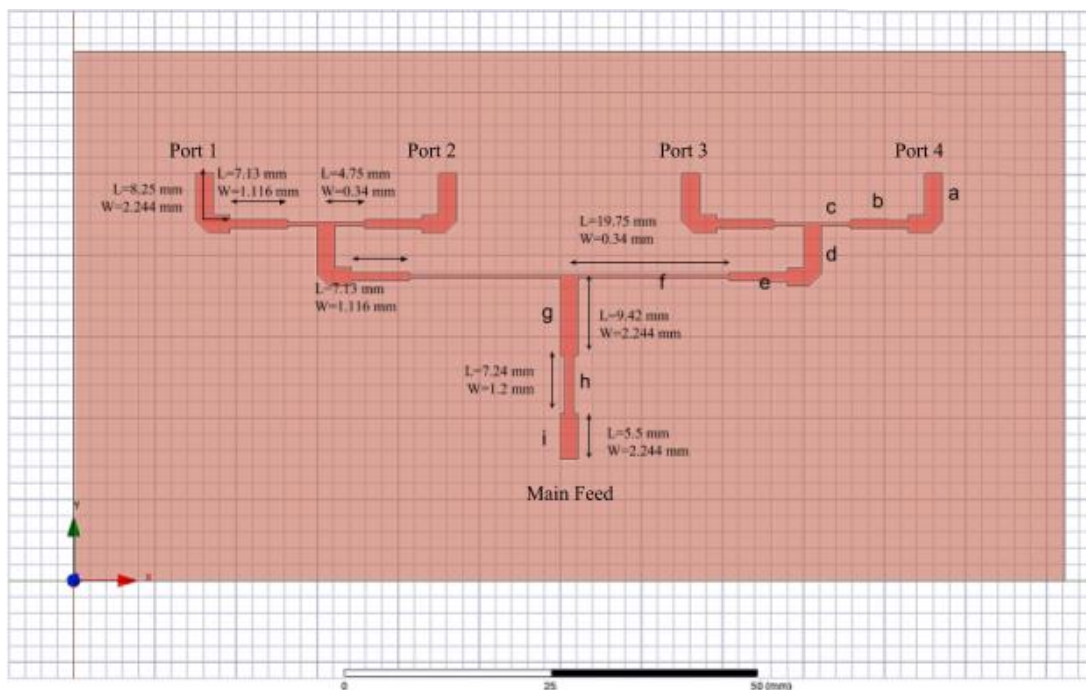 Port 1
Port 2
Port 3
Port 4
L=7.13 mm
W=1.116 mm
L=4.75 mm
W=0.34 mm
L=8.25 mm
W=2.244 mm
a
b
c
L=19.75 mm
W=0.34 mm
d
e
f
L=7.13 mm
W=1.116 mm
g
L=9.42 mm
W=2.244 mm
L=7.24 mm
W=1.2 mm
h
i
L=5.5 mm
W=2.244 mm
Main Feed
Y
X
0
25
50 (mm)